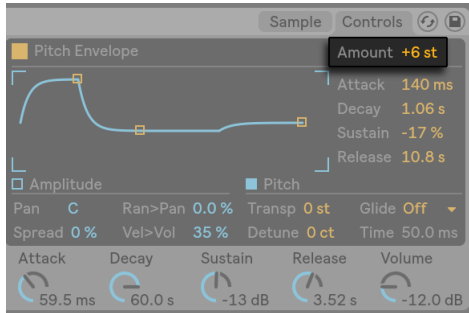 Sample Controls
Pitch Envelope Amount +6 st
Attack 140 ms
Decay 1.06 s
Sustain -17 %
Release 10.8 s
Amplitude Pitch
Pan C Ran>Pan 0.0 % Transp 0 st Glide Off
Spread 0 % Vel>Vol 35 % Detune 0 ct Time 50.0 ms
Attack Decay Sustain Release Volume
59.5 ms 60.0 s -13 dB 3.52 s -12.0 dB